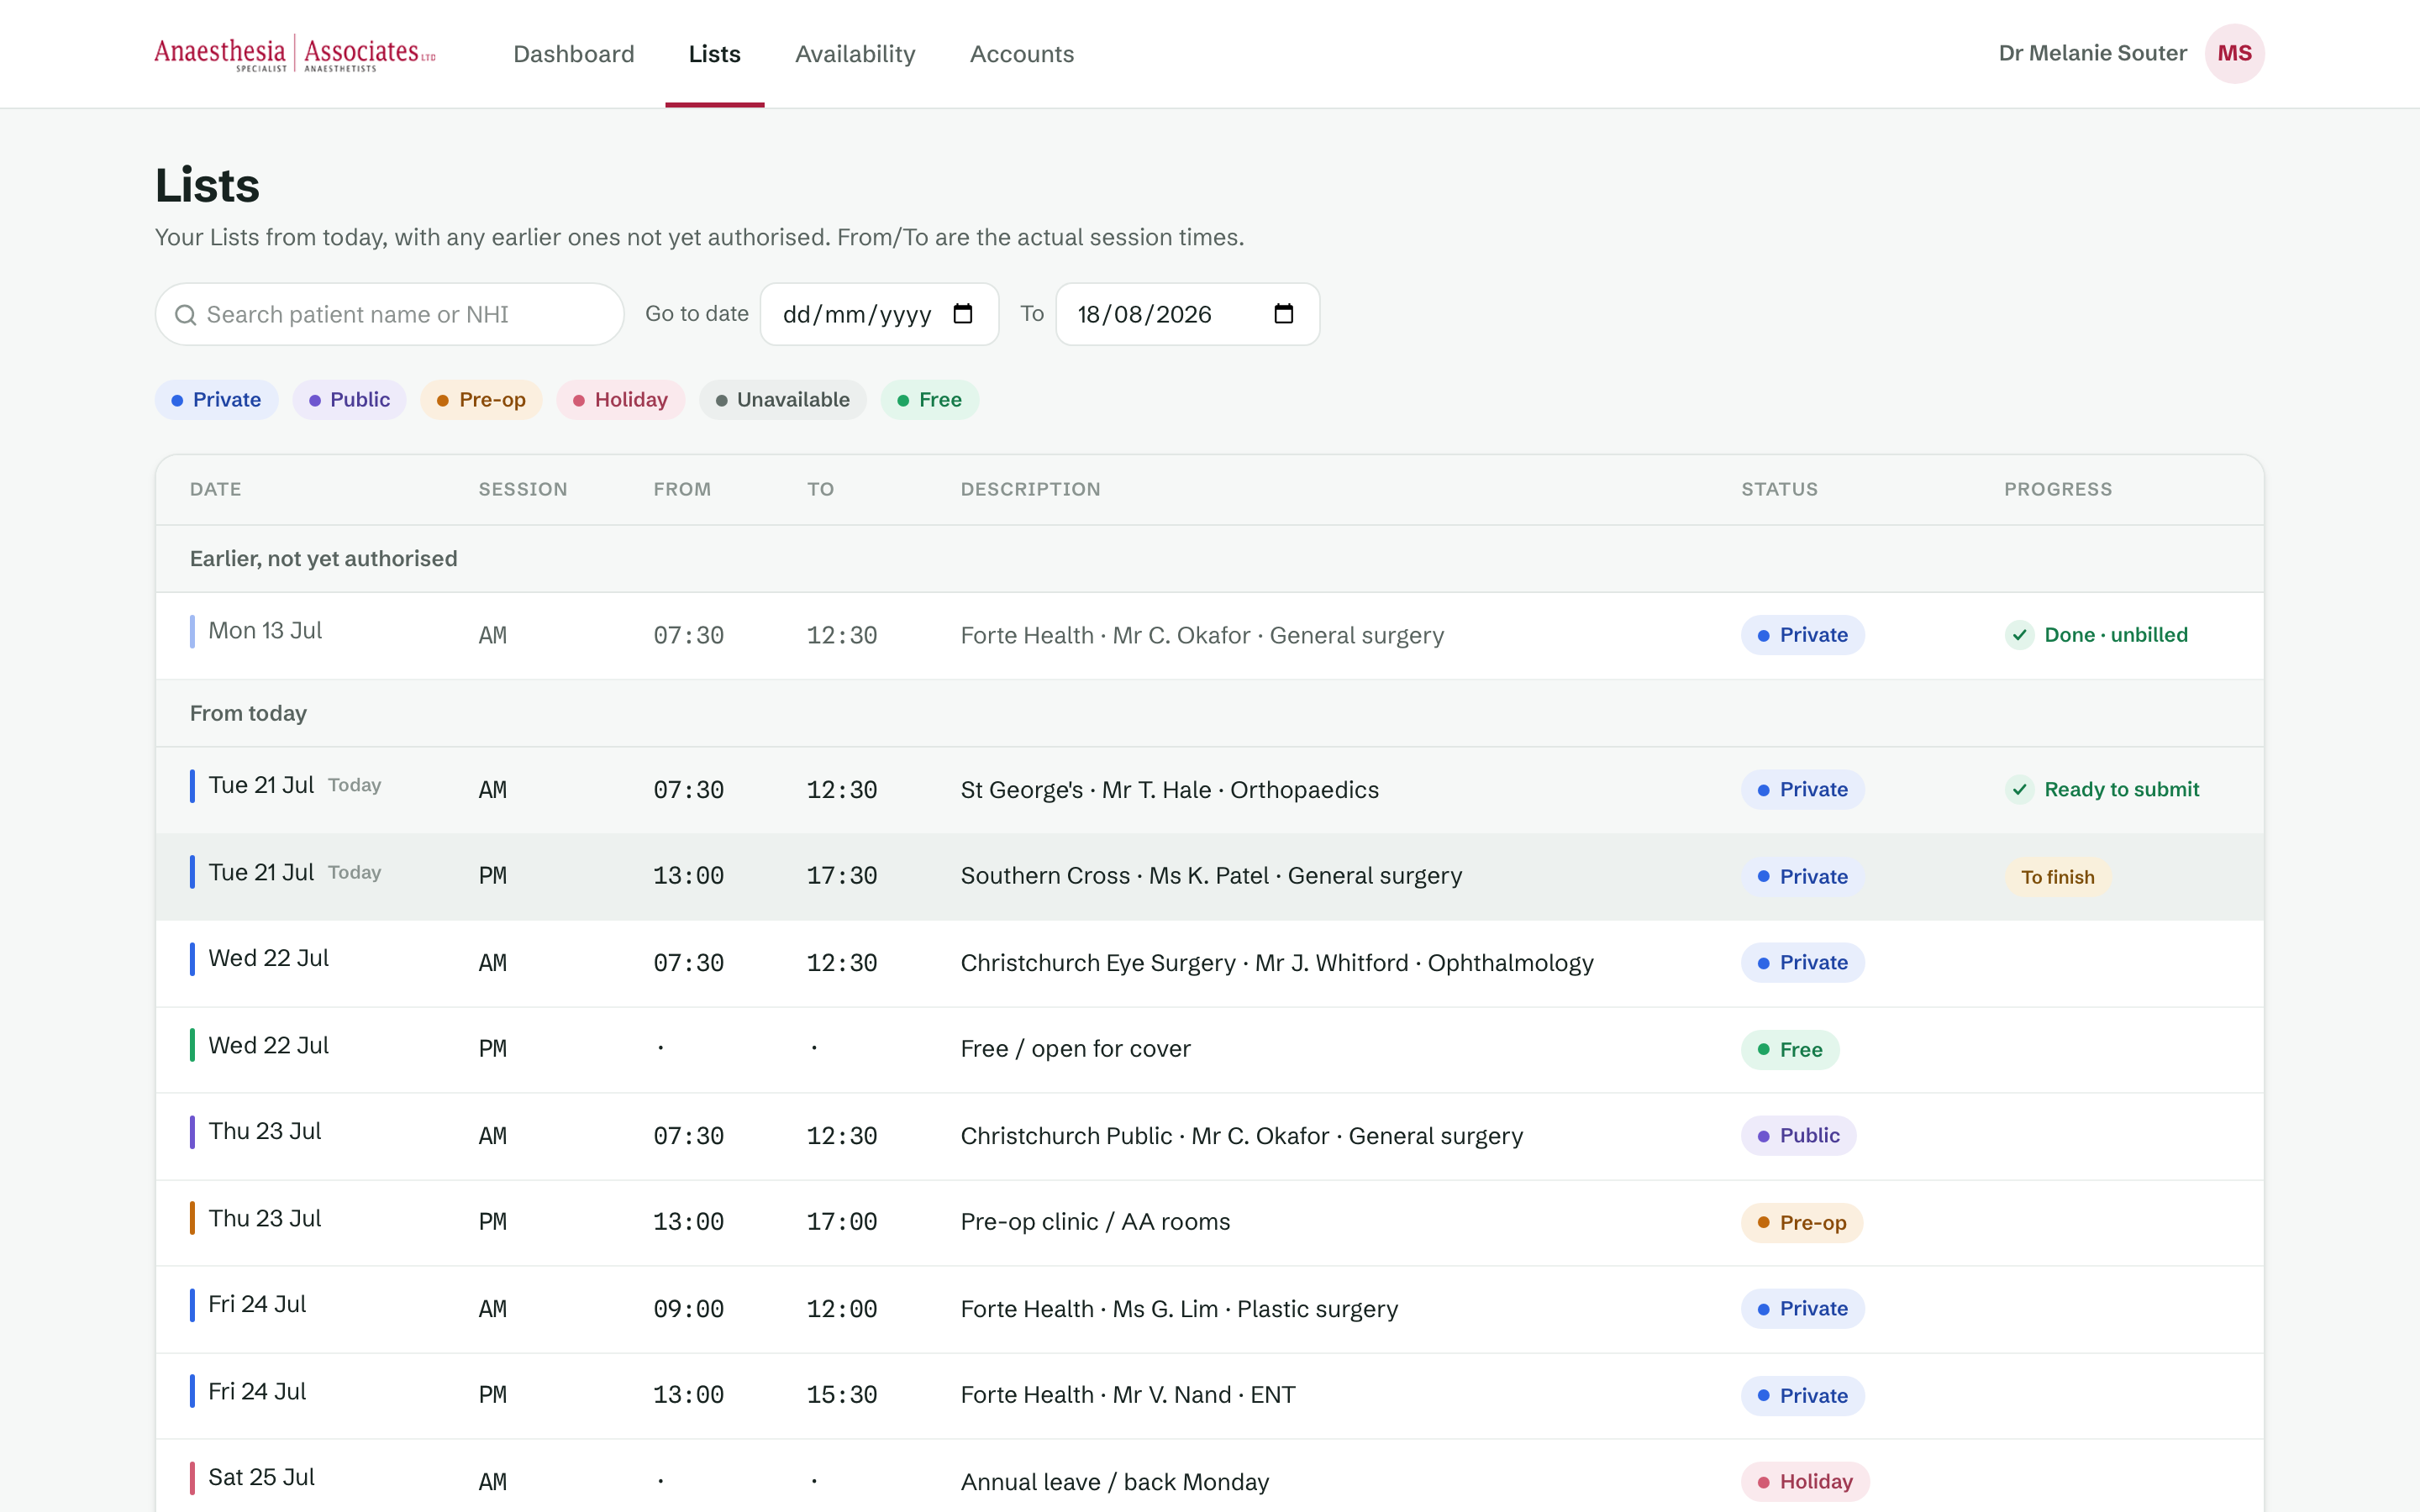 Anaesthesia | Associates LTD
SPECIALIST ANAESTHETISTS
Dashboard Lists Availability Accounts
Dr Melanie Souter MS
Lists
Your Lists from today, with any earlier ones not yet authorised. From/To are the actual session times.
Search patient name or NHI Go to date dd/mm/yyyy To 18/08/2026
Private Public Pre-op Holiday Unavailable Free
DATE SESSION FROM TO DESCRIPTION STATUS PROGRESS
Earlier, not yet authorised
Mon 13 Jul AM 07:30 12:30 Forte Health · Mr C. Okafor · General surgery Private Done · unbilled
From today
Tue 21 Jul Today AM 07:30 12:30 St George's · Mr T. Hale · Orthopaedics Private Ready to submit
Tue 21 Jul Today PM 13:00 17:30 Southern Cross · Ms K. Patel · General surgery Private To finish
Wed 22 Jul AM 07:30 12:30 Christchurch Eye Surgery · Mr J. Whitford · Ophthalmology Private
Wed 22 Jul PM · · Free / open for cover Free
Thu 23 Jul AM 07:30 12:30 Christchurch Public · Mr C. Okafor · General surgery Public
Thu 23 Jul PM 13:00 17:00 Pre-op clinic / AA rooms Pre-op
Fri 24 Jul AM 09:00 12:00 Forte Health · Ms G. Lim · Plastic surgery Private
Fri 24 Jul PM 13:00 15:30 Forte Health · Mr V. Nand · ENT Private
Sat 25 Jul AM · · Annual leave / back Monday Holiday